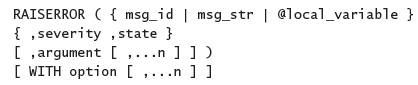 RAISERROR ( { msg_id | msg_str | @local_variable }
{ ,severity ,state }
[ ,argument [ ,...n ] ] )
[ WITH option [ ,...n ] ]